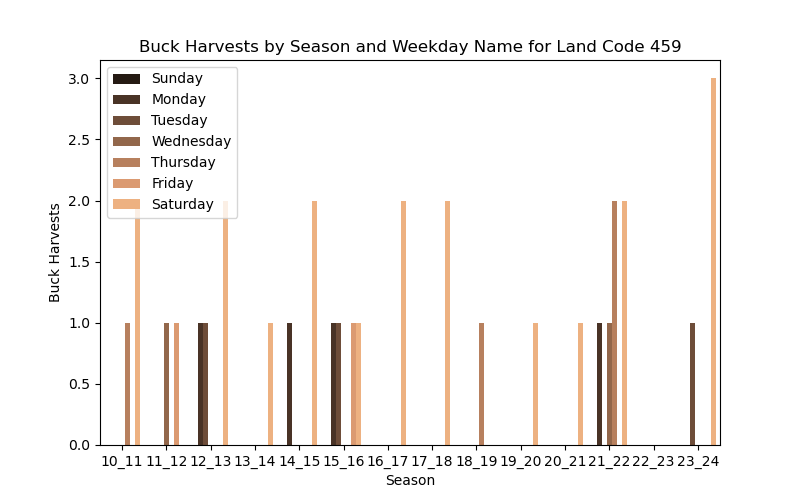 Buck Harvests by Season and Weekday Name for Land Code 459
Sunday
Monday
Tuesday
Wednesday
Thursday
Friday
Saturday
3.0
2.5
2.0
1.5
1.0
0.5
0.0
Buck Harvests
10_11 11_12 12_13 13_14 14_15 15_16 16_17 17_18 18_19 19_20 20_21 21_22 22_23 23_24
Season